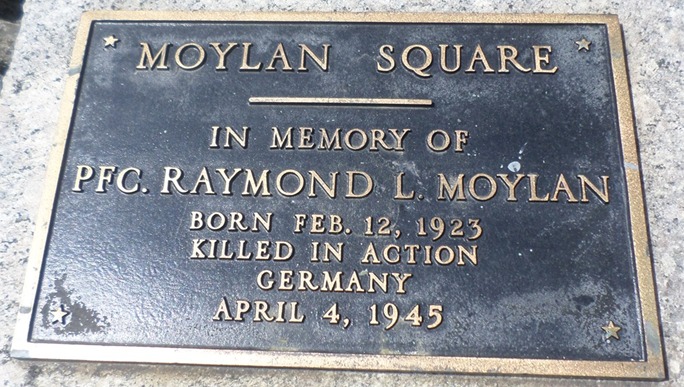 MOYLAN SQUARE
IN MEMORY OF
PFC. RAYMOND L. MOYLAN
BORN FEB. 12, 1923
KILLED IN ACTION
GERMANY
APRIL 4, 1945